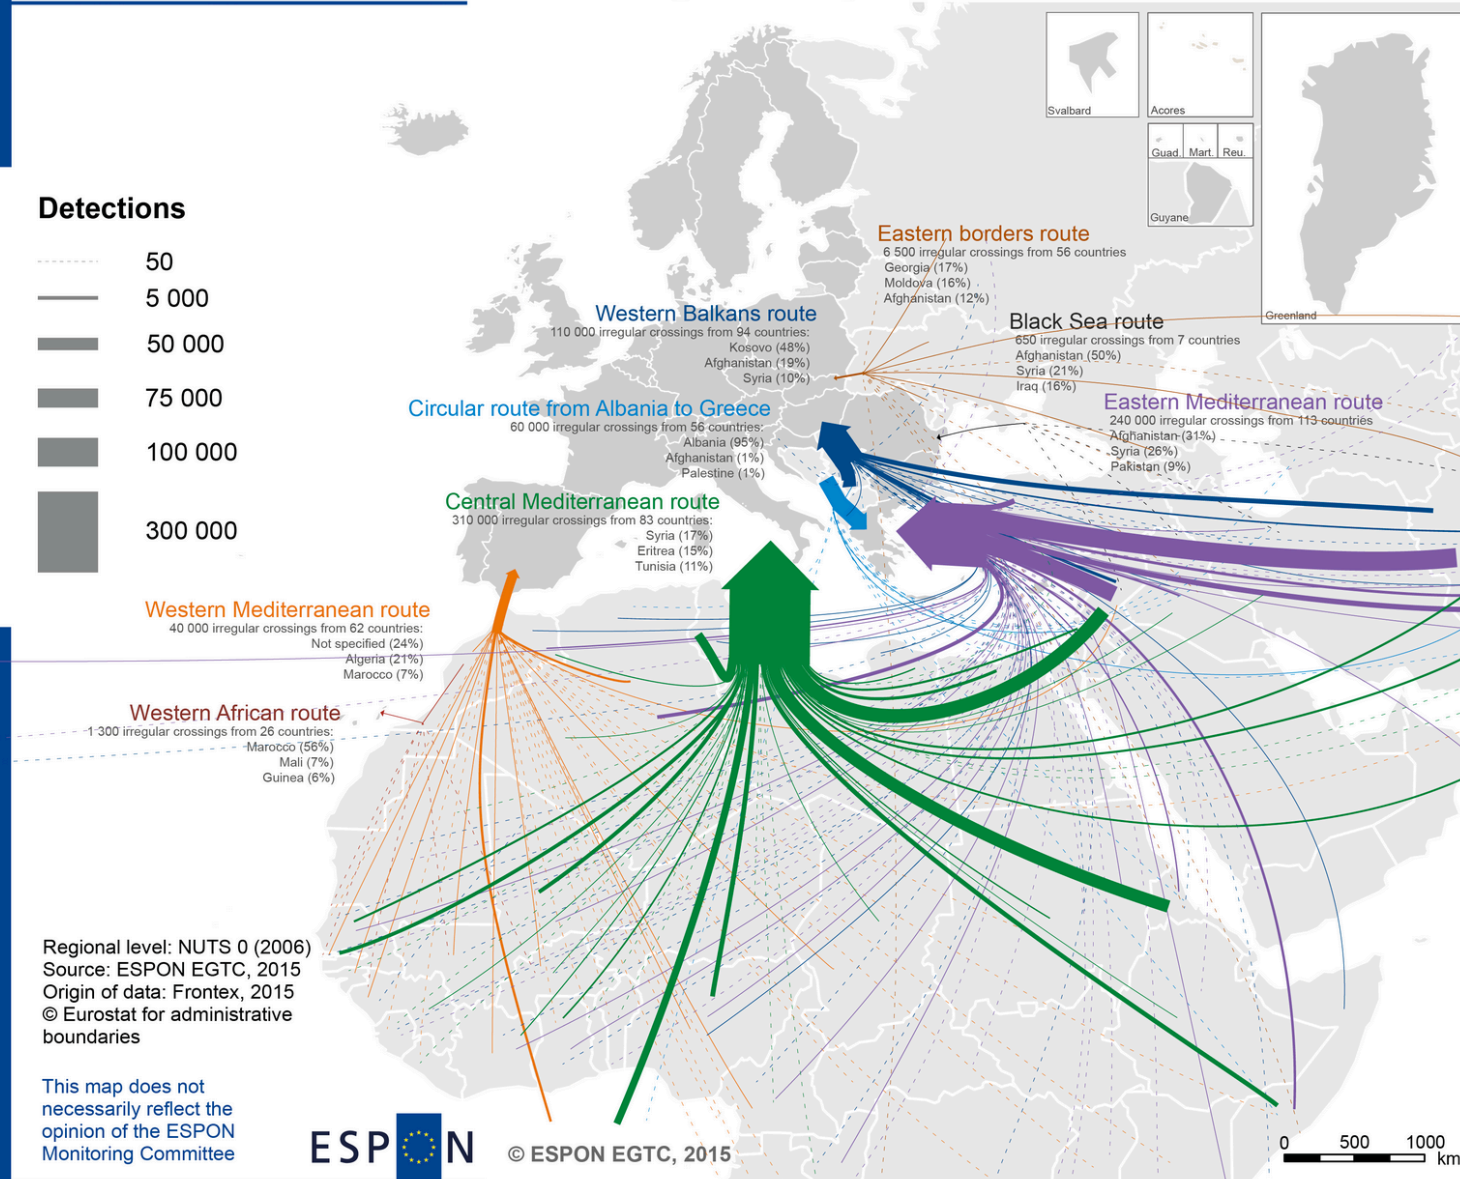 Detections
50
5 000
50 000
75 000
100 000
300 000
Svalbard
Acores
Guad.
Mart.
Reu.
Guyane
Greenland
Eastern borders route
6 500 irregular crossings from 56 countries
Georgia (17%)
Moldova (16%)
Afghanistan (12%)
Western Balkans route
110 000 irregular crossings from 94 countries:
Kosovo (48%)
Afghanistan (19%)
Syria (10%)
Black Sea route
650 irregular crossings from 7 countries
Afghanistan (50%)
Syria (21%)
Iraq (16%)
Circular route from Albania to Greece
60 000 irregular crossings from 56 countries:
Albania (95%)
Afghanistan (1%)
Palestine (1%)
Eastern Mediterranean route
240 000 irregular crossings from 113 countries
Afghanistan (31%)
Syria (26%)
Pakistan (9%)
Central Mediterranean route
310 000 irregular crossings from 83 countries:
Syria (17%)
Eritrea (15%)
Tunisia (11%)
Western Mediterranean route
40 000 irregular crossings from 62 countries:
Not specified (24%)
Algeria (21%)
Marocco (7%)
Western African route
1 300 irregular crossings from 26 countries:
Marocco (56%)
Mali (7%)
Guinea (6%)
Regional level: NUTS 0 (2006)
Source: ESPON EGTC, 2015
Origin of data: Frontex, 2015
© Eurostat for administrative
boundaries
This map does not
necessarily reflect the
opinion of the ESPON
Monitoring Committee
ESPON
© ESPON EGTC, 2015
0 500 1000
km